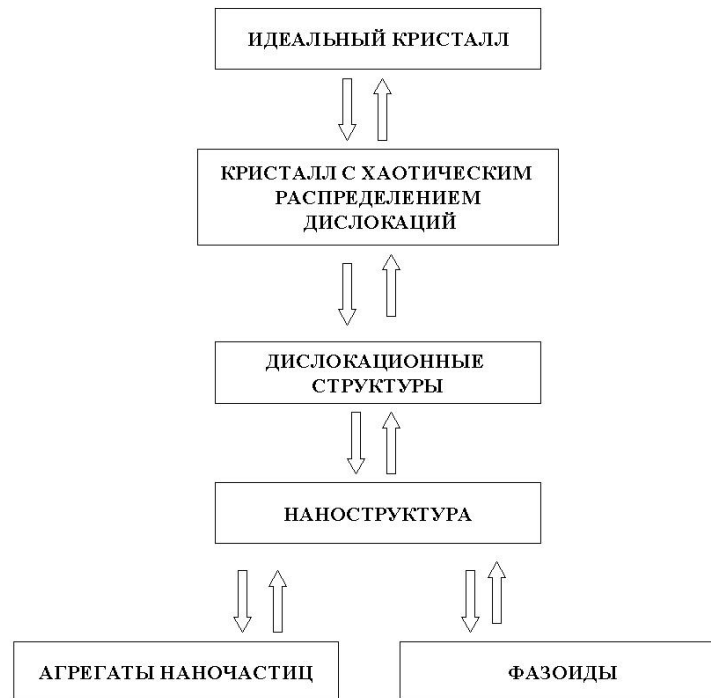 ИДЕАЛЬНЫЙ КРИСТАЛЛ
КРИСТАЛЛ С ХАОТИЧЕСКИМ
РАСПРЕДЕЛЕНИЕМ
ДИСЛОКАЦИЙ
ДИСЛОКАЦИОННЫЕ
СТРУКТУРЫ
НАНОСТРУКТУРА
АГРЕГАТЫ НАНОЧАСТИЦ
ФАЗОИДЫ